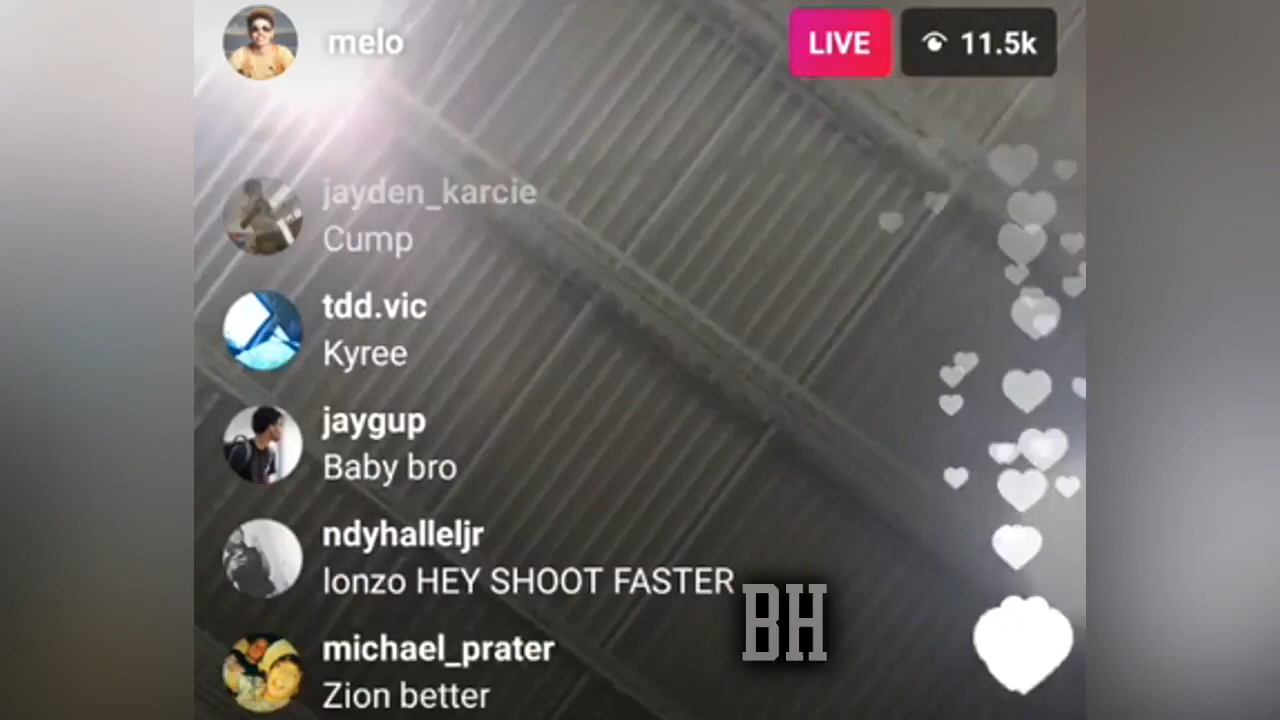 melo
LIVE 11.5k
jayden_karcie
Cump
tdd.vic
Kyree
jaygup
Baby bro
ndyhalleljr
lonzo HEY SHOOT FASTER
BH
michael_prater
Zion better